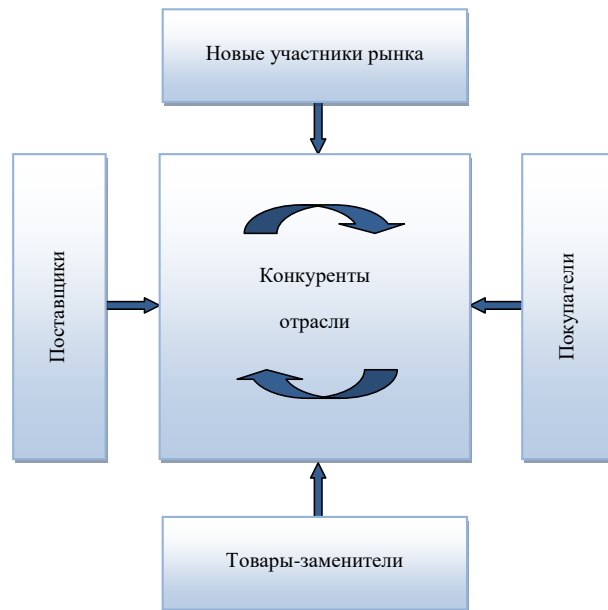 Новые участники рынка
Поставщики
Конкуренты
отрасли
Покупатели
Товары-заменители